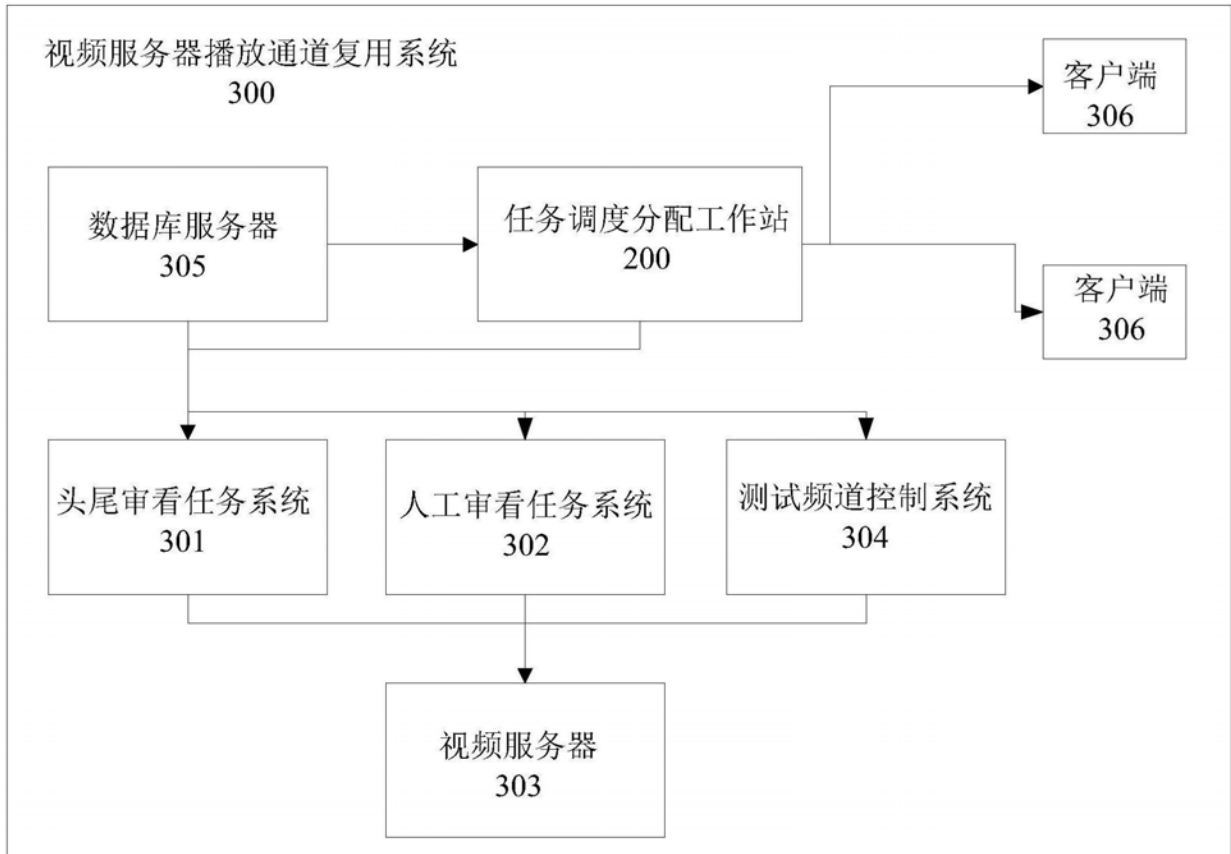 视频服务器播放通道复用系统
300
客户端
306
数据库服务器
305
任务调度分配工作站
200
客户端
306
头尾审看任务系统
301
人工审看任务系统
302
测试频道控制系统
304
视频服务器
303